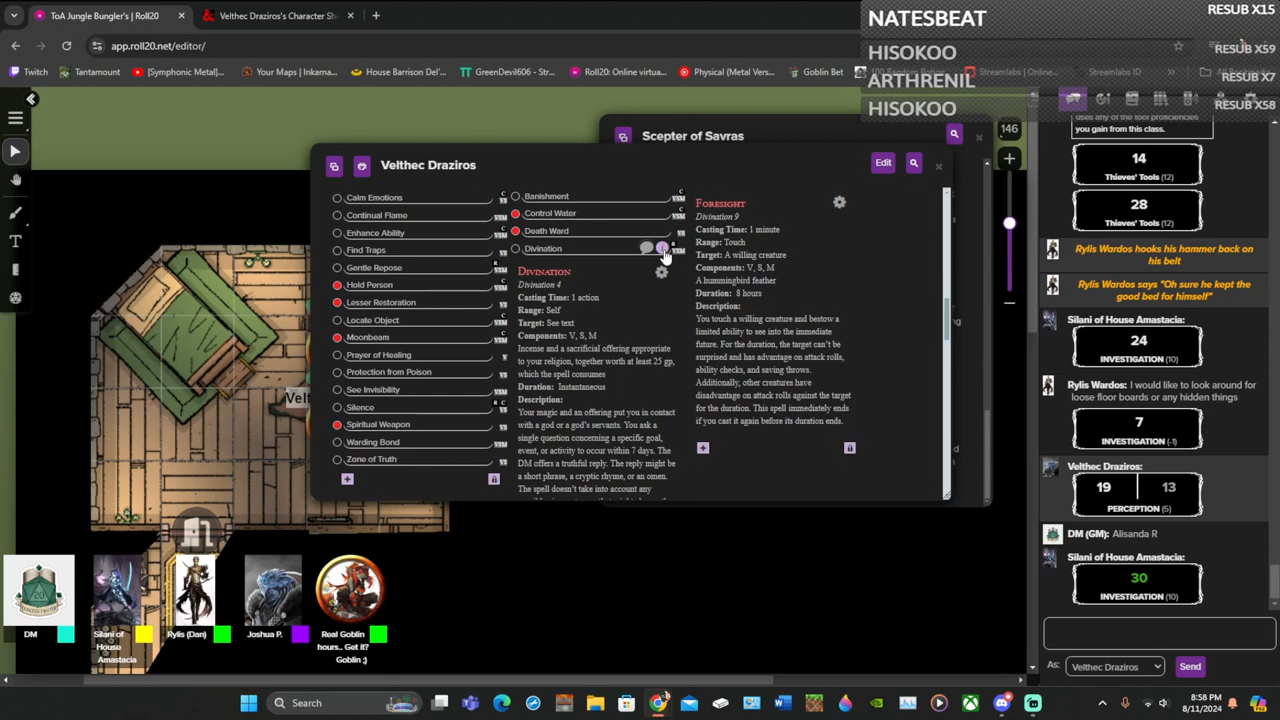 ToA Jungle Bungler's | Roll20
Velthec Draziros's Character Sh
app.roll20.net/editor/
Twitch
Tantamount
[Symphonic Metal]...
Your Maps | Inkarna...
House Barrison Del'...
GreenDevil606 - Str...
Roll20: Online virtua...
Physical (Metal Vers...
Goblin Bet
Streamlabs | Online...
Streamlabs ID
NATESBEAT
RESUB X15
HISOKOO
RESUB X59
ARTHRENIL
RESUB X7
HISOKOO
RESUB X58
146
Scepter of Savras
Velthec Draziros
Edit
Calm Emotions
Continual Flame
Enhance Ability
Find Traps
Gentle Repose
Hold Person
Lesser Restoration
Locate Object
Moonbeam
Prayer of Healing
Protection from Poison
See Invisibility
Silence
Spiritual Weapon
Warding Bond
Zone of Truth
Banishment
Control Water
Death Ward
Divination
DIVINATION
Divination 4
Casting Time: 1 action
Range: Self
Target: See text
Components: V, S, M
Incense and a sacrificial offering appropriate
to your religion, together worth at least 25 gp,
which the spell consumes
Duration: Instantaneous
Description:
Your magic and an offering put you in contact
with a god or a god's servants. You ask a
single question concerning a specific goal,
event, or activity to occur within 7 days. The
DM offers a truthful reply. The reply might be
a short phrase, a cryptic rhyme, or an omen.
The spell doesn't take into account any
FORESIGHT
Divination 9
Casting Time: 1 minute
Range: Touch
Target: A willing creature
Components: V, S, M
A hummingbird feather
Duration: 8 hours
Description:
You touch a willing creature and bestow a
limited ability to see into the immediate
future. For the duration, the target can't be
surprised and has advantage on attack rolls,
ability checks, and saving throws.
Additionally, other creatures have
disadvantage on attack rolls against the target
for the duration. This spell immediately ends
if you cast it again before its duration ends.
Velt
uses any of the tool proficiencies
you gain from this class.
14
Thieves' Tools (12)
28
Thieves' Tools (12)
Rylis Wardos hooks his hammer back on
his belt
Rylis Wardos says "Oh sure he kept the
good bed for himself"
Silani of House Amastacia:
24
INVESTIGATION (10)
Rylis Wardos: I would like to look around for
loose floor boards or any hidden things
7
INVESTIGATION (-1)
Velthec Draziros:
19 13
PERCEPTION (5)
DM (GM): Alisanda R
Silani of House Amastacia:
30
INVESTIGATION (10)
As: Velthec Draziros
Send
DM
Silani of
House
Amastacia
Rylis (Dan)
Joshua P.
Real Goblin
hours.. Get it?
Goblin ;)
Search
8:58 PM
8/11/2024